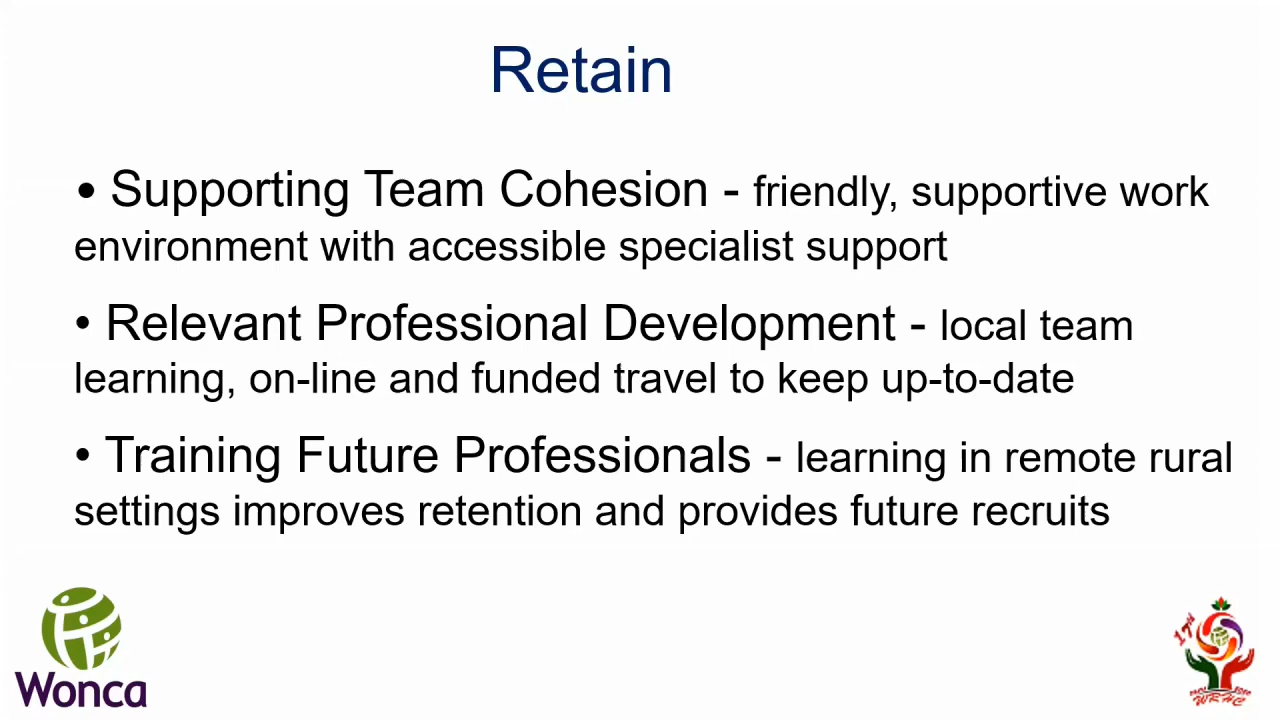 Retain
• Supporting Team Cohesion - friendly, supportive work
environment with accessible specialist support
• Relevant Professional Development - local team
learning, on-line and funded travel to keep up-to-date
• Training Future Professionals - learning in remote rural
settings improves retention and provides future recruits
Wonca
17th
WRHC